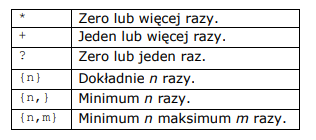 * Zero lub więcej razy.
+ Jeden lub więcej razy.
? Zero lub jeden raz.
{n} Dokładnie n razy.
{n,} Minimum n razy.
{n,m} Minimum n maksimum m razy.